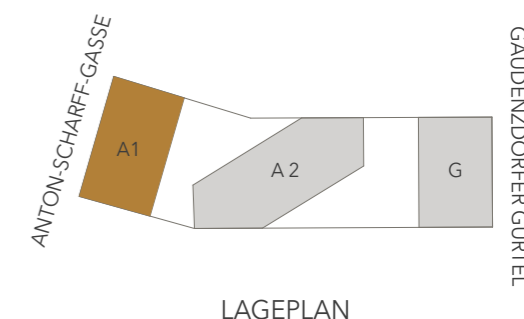 ANTON-SCHARFF-GASSE
A1
A 2
G
GAUDENZDORFER GÜRTEL
LAGEPLAN